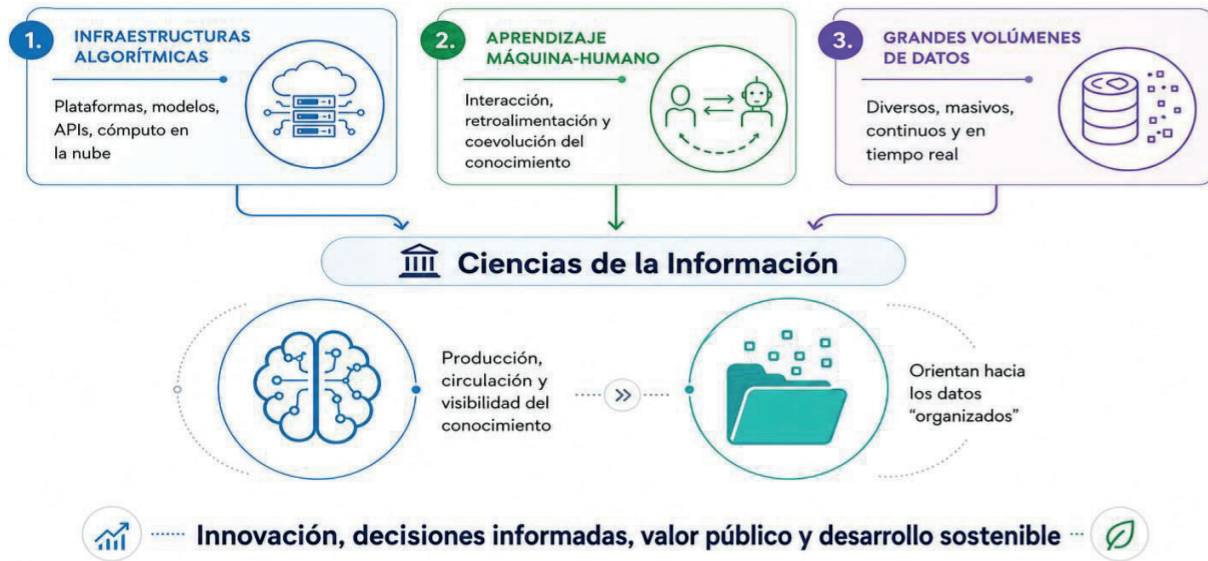 1.
INFRAESTRUCTURAS
ALGORÍTMICAS
Plataformas, modelos,
APIs, cómputo en
la nube
2.
APRENDIZAJE
MÁQUINA-HUMANO
Interacción,
retroalimentación y
coevolución del
conocimiento
3.
GRANDES VOLÚMENES
DE DATOS
Diversos, masivos,
continuos y en
tiempo real
Ciencias de la Información
Producción,
circulación y
visibilidad del
conocimiento
Orientan hacia
los datos
“organizados”
Innovación, decisiones informadas, valor público y desarrollo sostenible